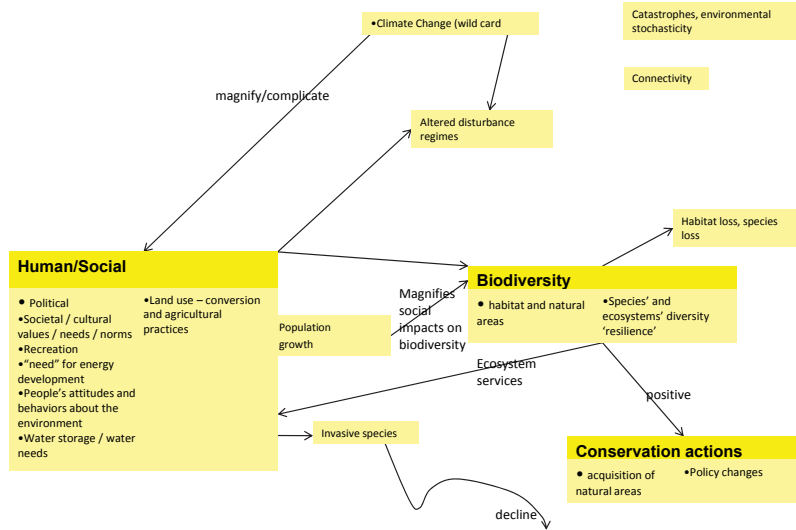 •Climate Change (wild card
Catastrophes, environmental
stochasticity
Connectivity
magnify/complicate
Altered disturbance
regimes
Habitat loss, species
loss
Human/Social
• Political
•Societal / cultural
values / needs / norms
•Recreation
•“need” for energy
development
•People’s attitudes and
behaviors about the
environment
•Water storage / water
needs
•Land use – conversion
and agricultural
practices
Population
growth
Magnifies
social
impacts on
biodiversity
Biodiversity
• habitat and natural
areas
•Species’ and
ecosystems’ diversity
‘resilience’
Ecosystem
services
positive
Invasive species
decline
Conservation actions
• acquisition of
natural areas
•Policy changes